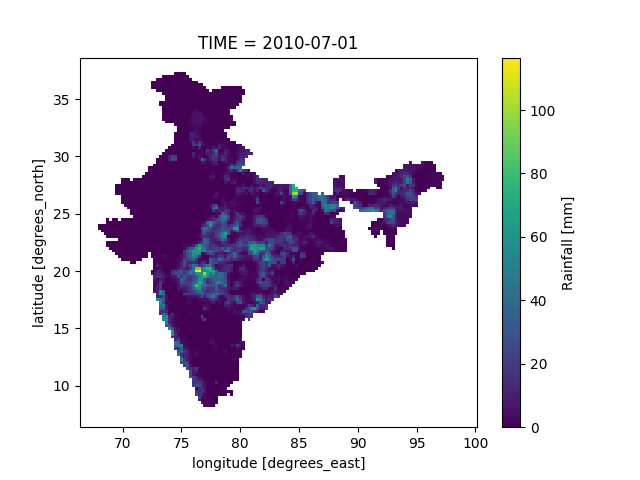 TIME = 2010-07-01
35
30
25
20
15
10
latitude [degrees_north]
70 75 80 85 90 95 100
longitude [degrees_east]
100
80
60
40
20
0
Rainfall [mm]